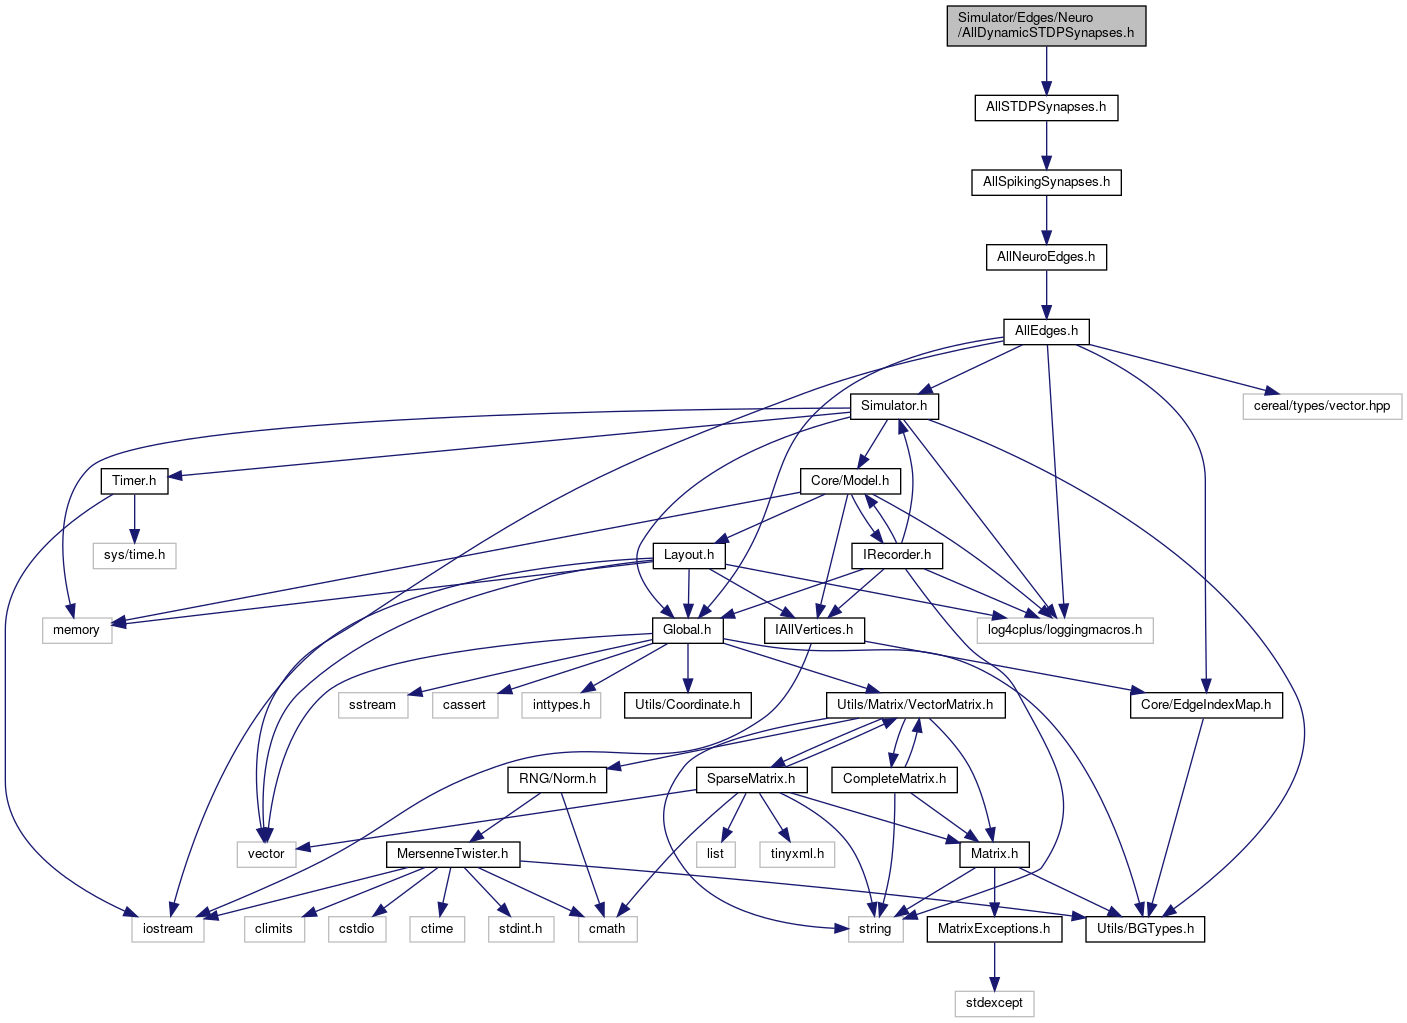 Simulator/Edges/Neuro
/AllDynamicSTDPSynapses.h
AllSTDPSynapses.h
AllSpikingSynapses.h
AllNeuroEdges.h
AllEdges.h
Simulator.h
cereal/types/vector.hpp
Timer.h
Core/Model.h
sys/time.h
Layout.h
IRecorder.h
memory
Global.h
IAllVertices.h
log4cplus/loggingmacros.h
sstream
cassert
inttypes.h
Utils/Coordinate.h
Utils/Matrix/VectorMatrix.h
Core/EdgeIndexMap.h
RNG/Norm.h
SparseMatrix.h
CompleteMatrix.h
vector
MersenneTwister.h
list
tinyxml.h
Matrix.h
iostream
climits
cstdio
ctime
stdint.h
cmath
string
MatrixExceptions.h
Utils/BGTypes.h
stdexcept